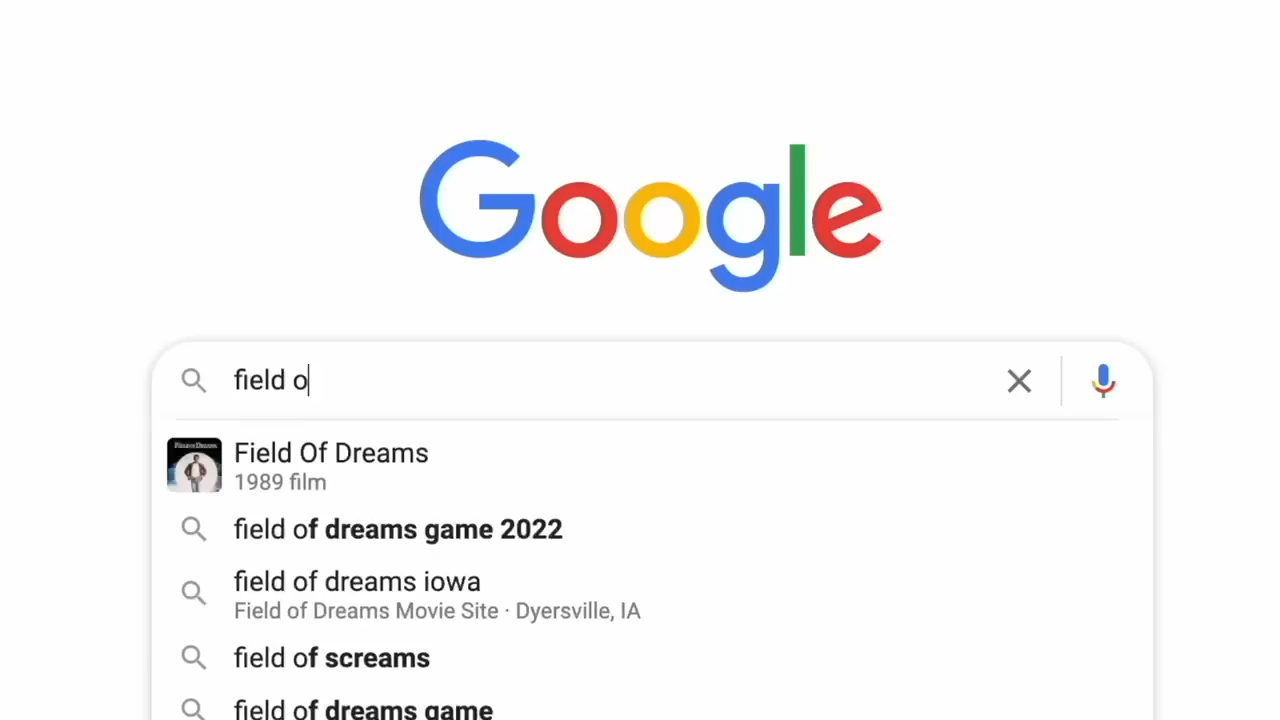 Google
field o
Field Of Dreams
1989 film
field of dreams game 2022
field of dreams iowa
Field of Dreams Movie Site · Dyersville, IA
field of screams
field of dreams game